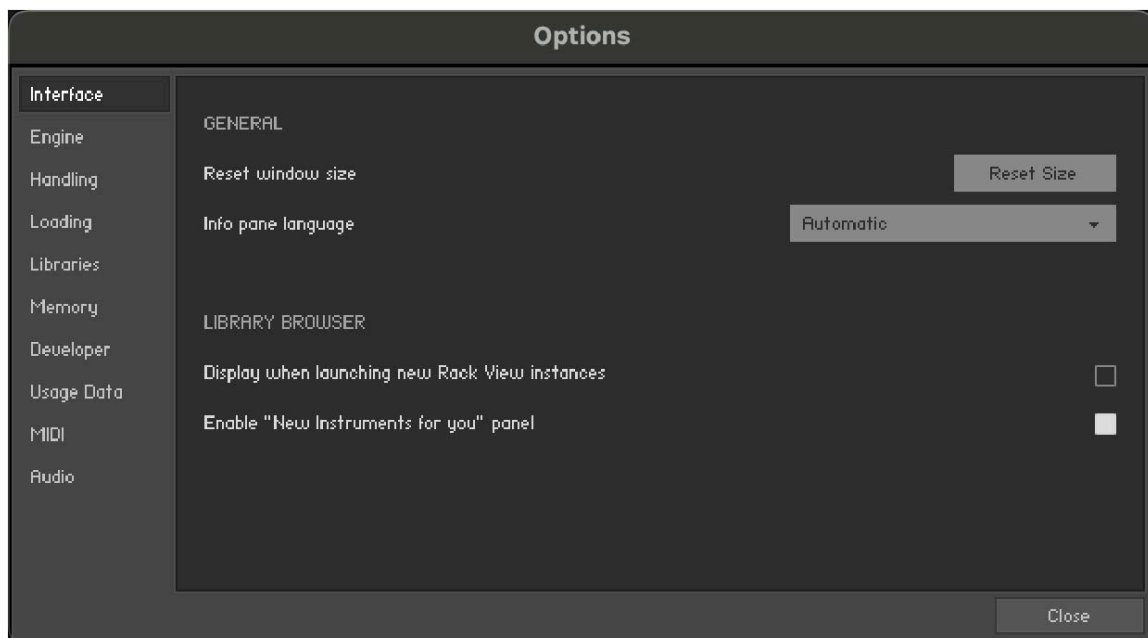 Options
Interface
Engine
Handling
Loading
Libraries
Memory
Developer
Usage Data
MIDI
Audio
GENERAL
Reset window size
Reset Size
Info pane language
Automatic
LIBRARY BROWSER
Display when launching new Rack View instances
Enable "New Instruments for you" panel
Close